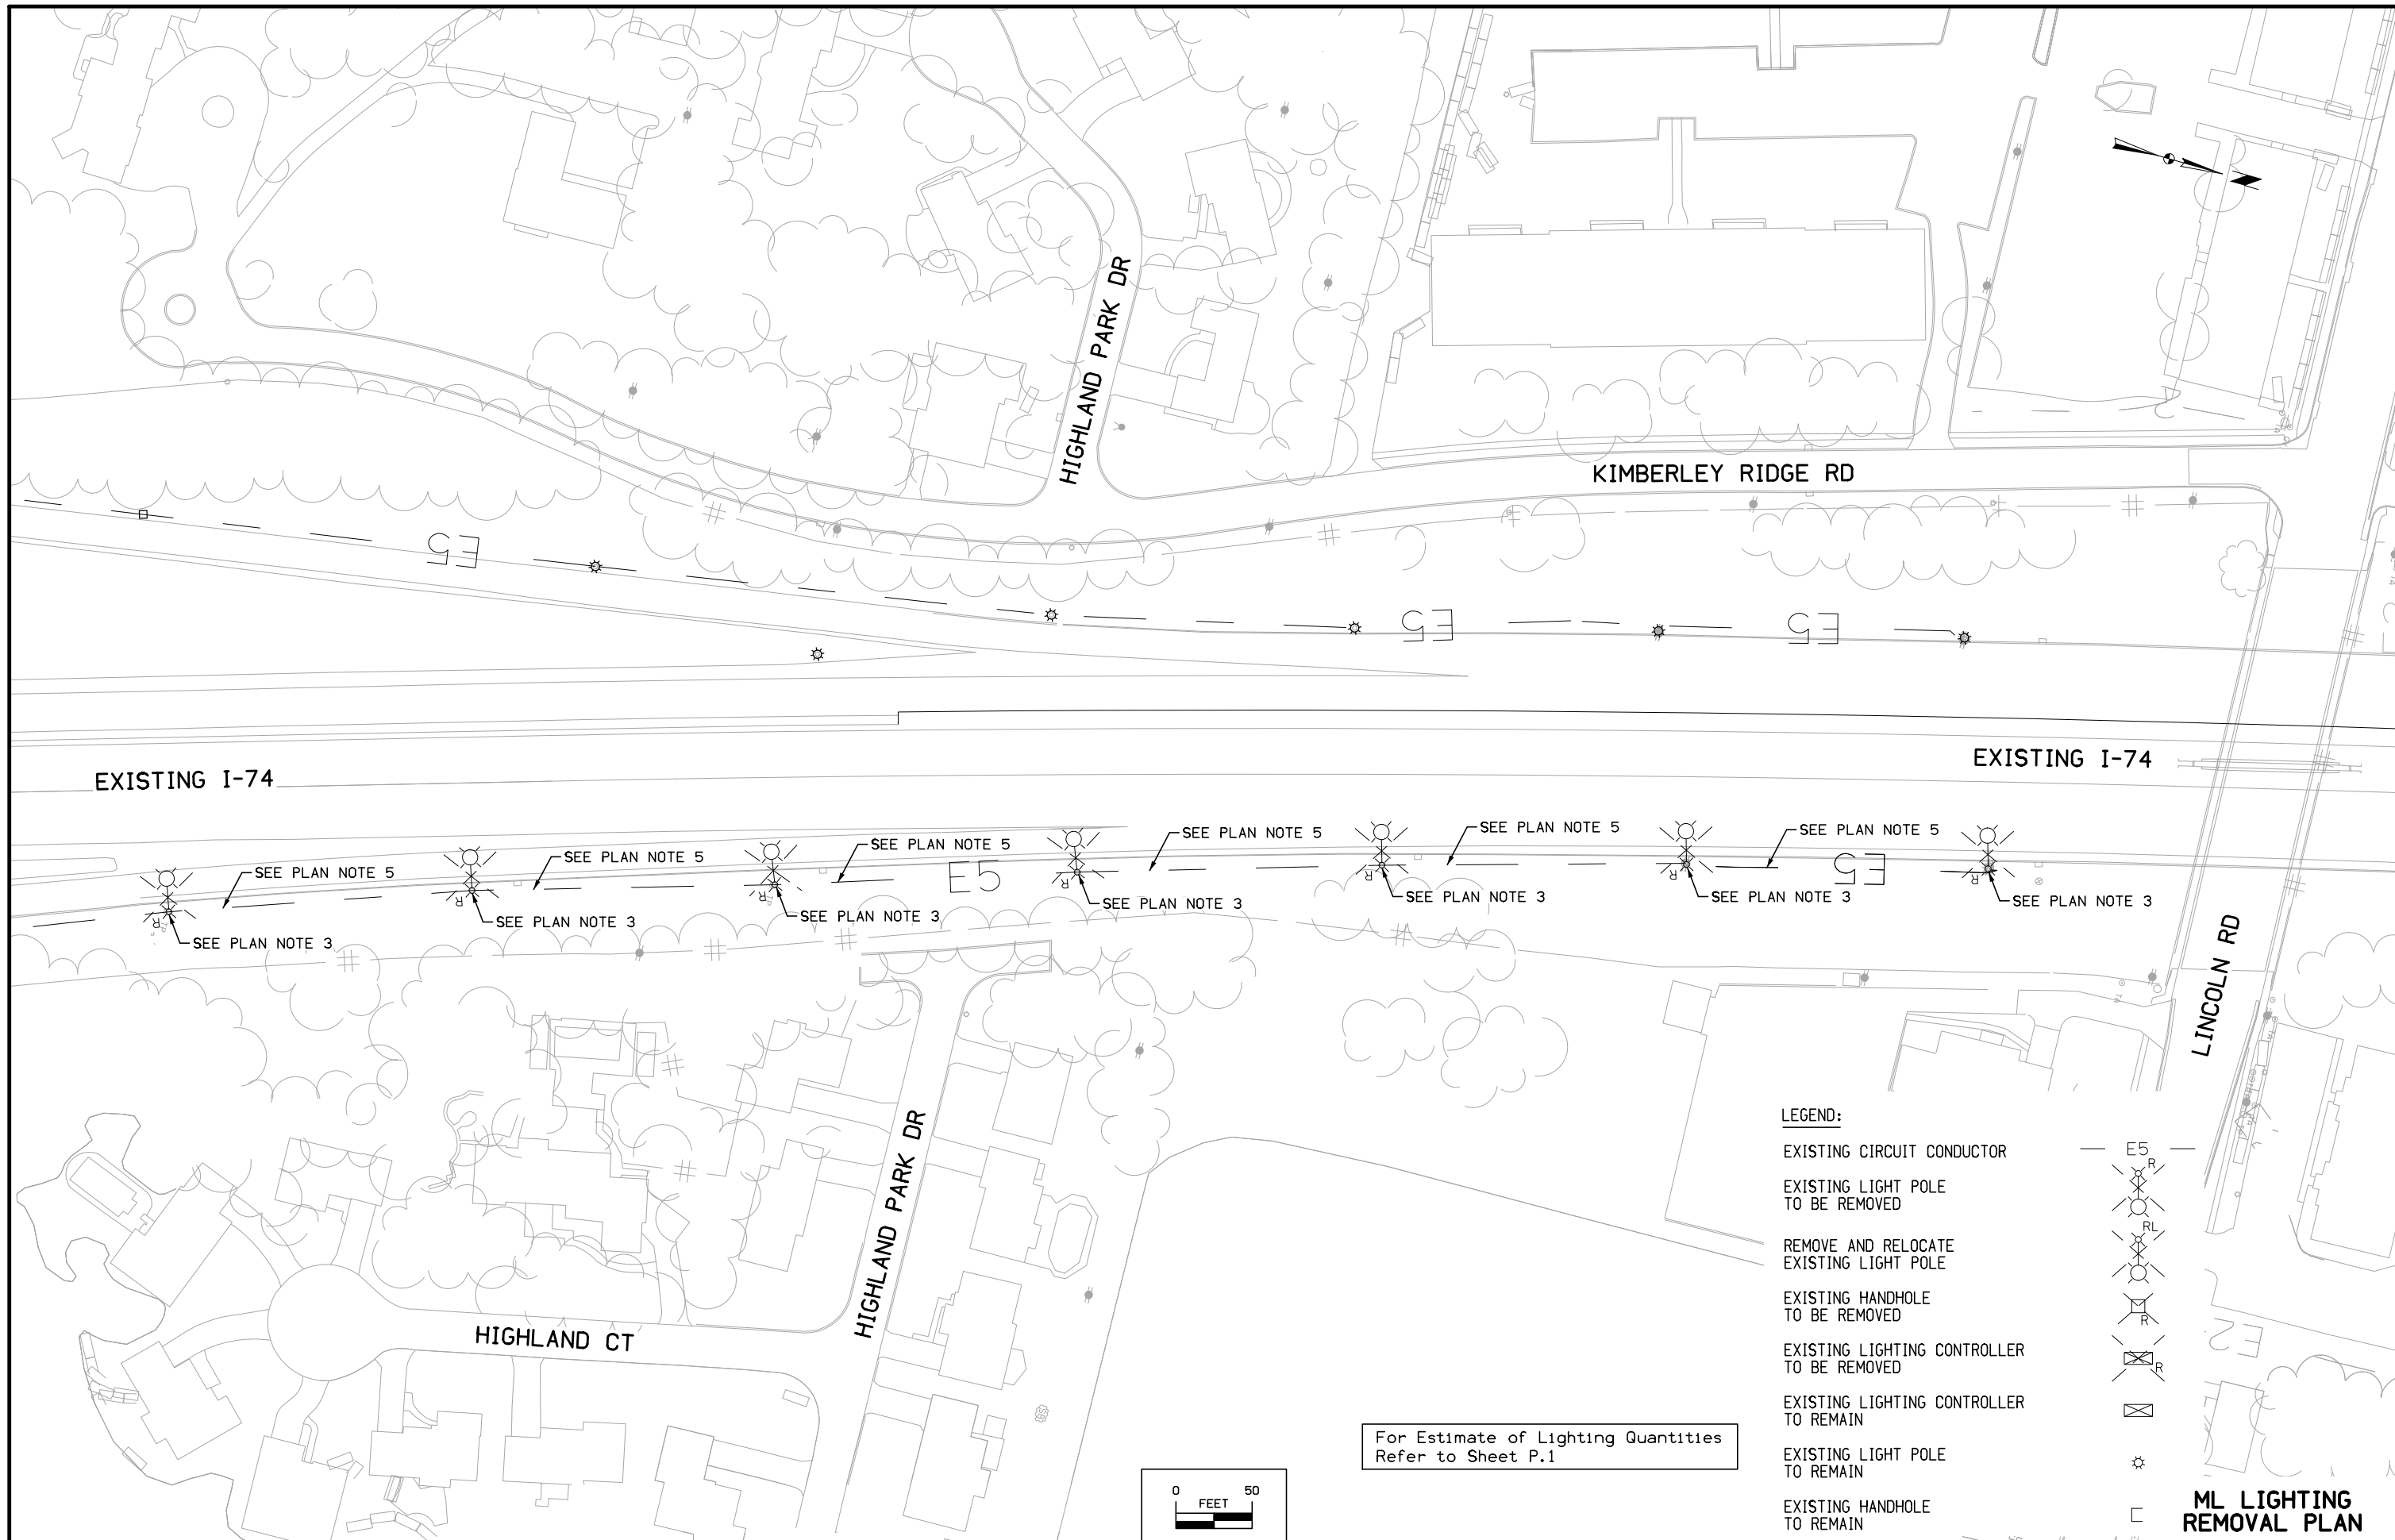 HIGHLAND PARK DR
KIMBERLEY RIDGE RD
E5
E5
E5
EXISTING I-74
EXISTING I-74
SEE PLAN NOTE 5
SEE PLAN NOTE 5
SEE PLAN NOTE 5
SEE PLAN NOTE 5
SEE PLAN NOTE 5
SEE PLAN NOTE 5
E5
E5
R
R
R
R
R
R
R
SEE PLAN NOTE 3
SEE PLAN NOTE 3
SEE PLAN NOTE 3
SEE PLAN NOTE 3
SEE PLAN NOTE 3
SEE PLAN NOTE 3
SEE PLAN NOTE 3
LINCOLN RD
HIGHLAND PARK DR
HIGHLAND CT
LEGEND:
EXISTING CIRCUIT CONDUCTOR
E5
EXISTING LIGHT POLE
TO BE REMOVED
R
REMOVE AND RELOCATE
EXISTING LIGHT POLE
RL
EXISTING HANDHOLE
TO BE REMOVED
R
EXISTING LIGHTING CONTROLLER
TO BE REMOVED
R
EXISTING LIGHTING CONTROLLER
TO REMAIN
EXISTING LIGHT POLE
TO REMAIN
EXISTING HANDHOLE
TO REMAIN
E2
For Estimate of Lighting Quantities
Refer to Sheet P.1
0 50
FEET
ML LIGHTING
REMOVAL PLAN